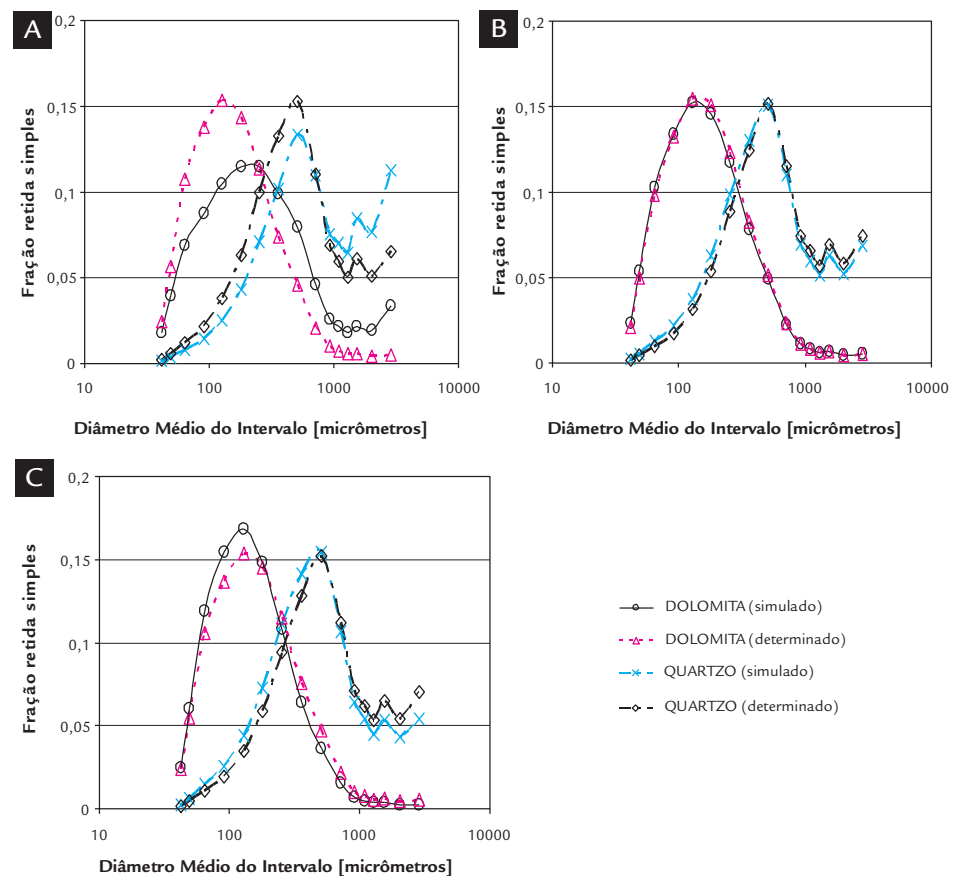 A
0,2
0,15
0,1
0,05
0
10
100
1000
10000
Fração retida simples
Diâmetro Médio do Intervalo [micrômetros]
B
0,2
0,15
0,1
0,05
0
10
100
1000
10000
Fração retida simples
Diâmetro Médio do Intervalo [micrômetros]
C
0,2
0,15
0,1
0,05
0
10
100
1000
10000
Fração retida simples
Diâmetro Médio do Intervalo [micrômetros]
DOLOMITA (simulado)
DOLOMITA (determinado)
QUARTZO (simulado)
QUARTZO (determinado)